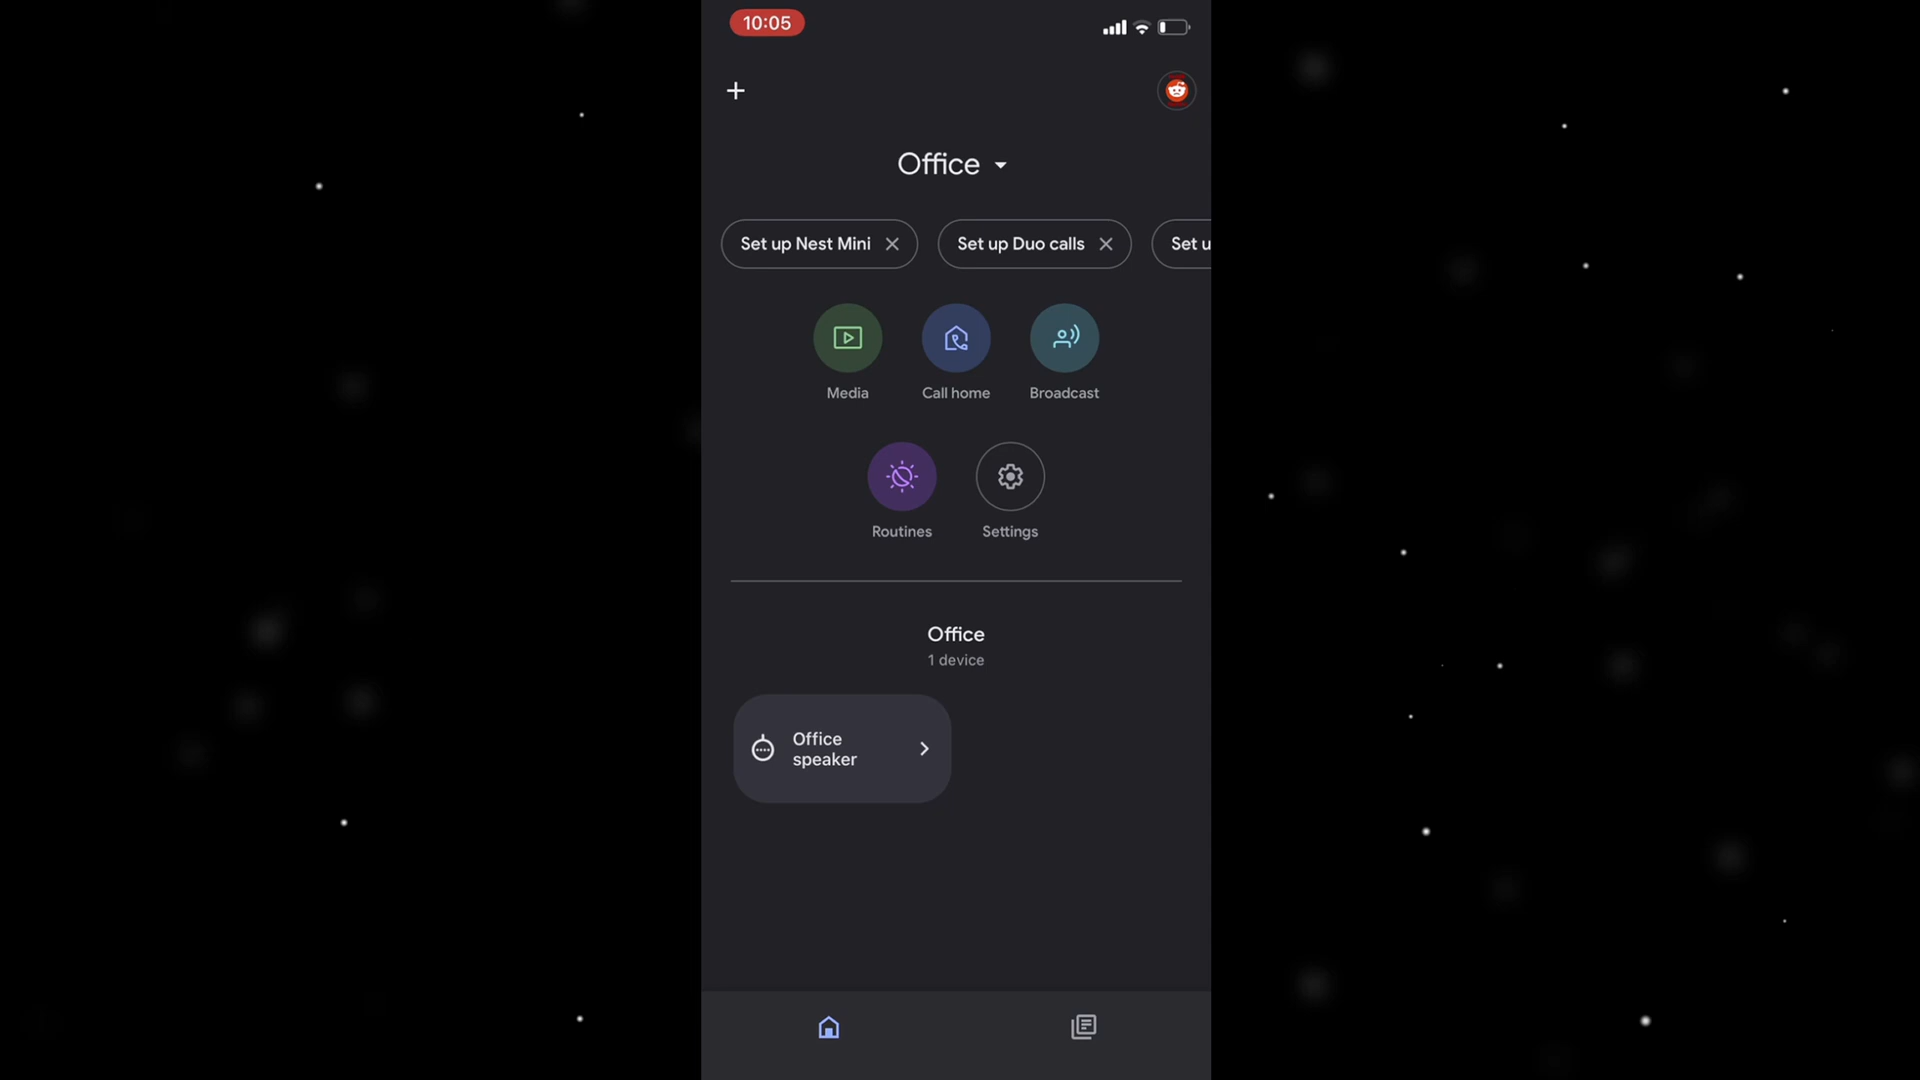 10:05
Office
Set up Nest Mini
Set up Duo calls
Set u
Media
Call home
Broadcast
Routines
Settings
Office
1 device
Office
speaker